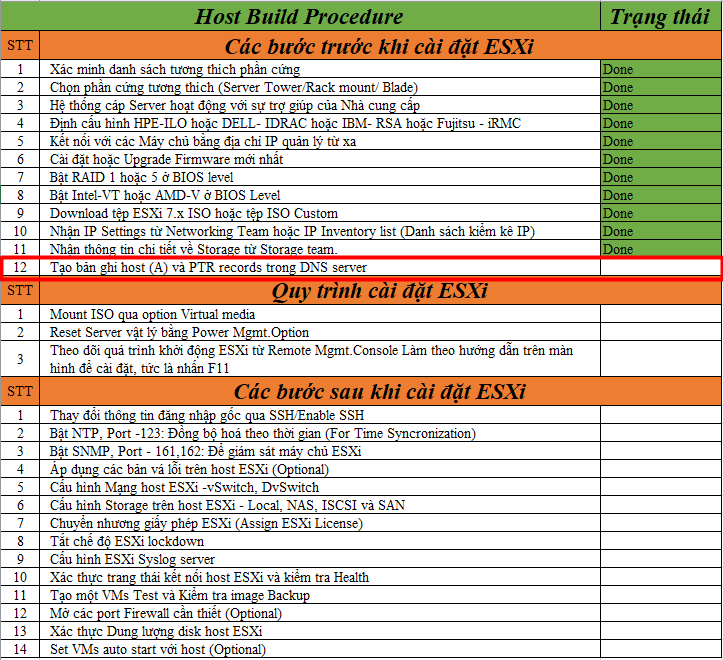 Host Build Procedure Trạng thái
STT Các bước trước khi cài đặt ESXi
1 Xác minh danh sách tương thích phần cứng Done
2 Chọn phần cứng tương thích (Server Tower/Rack mount/ Blade) Done
3 Hệ thống cáp Server hoạt động với sự trợ giúp của Nhà cung cấp Done
4 Định cấu hình HPE-ILO hoặc DELL- IDRAC hoặc IBM- RSA hoặc Fujitsu - iRMC Done
5 Kết nối với các Máy chủ bằng địa chỉ IP quản lý từ xa Done
6 Cài đặt hoặc Upgrade Firmware mới nhất Done
7 Bật RAID 1 hoặc 5 ở BIOS level Done
8 Bật Intel-VT hoặc AMD-V ở BIOS Level Done
9 Download tệp ESXi 7.x ISO hoặc tệp ISO Custom Done
10 Nhận IP Settings từ Networking Team hoặc IP Inventory list (Danh sách kiểm kê IP) Done
11 Nhận thông tin chi tiết về Storage từ Storage team. Done
12 Tạo bản ghi host (A) và PTR records trong DNS server
STT Quy trình cài đặt ESXi
1 Mount ISO qua option Virtual media
2 Reset Server vật lý bằng Power Mgmt.Option
3 Theo dõi quá trình khởi động ESXi từ Remote Mgmt.Console Làm theo hướng dẫn trên màn
hình để cài đặt, tức là nhấn F11
STT Các bước sau khi cài đặt ESXi
1 Thay đổi thông tin đăng nhập gốc qua SSH/Enable SSH
2 Bật NTP, Port -123: Đồng bộ hoá theo thời gian (For Time Syncronization)
3 Bật SNMP, Port - 161,162: Để giám sát máy chủ ESXi
4 Áp dụng các bản vá lỗi trên host ESXi (Optional)
5 Cấu hình Mạng host ESXi -vSwitch, DvSwitch
6 Cấu hình Storage trên host ESXi - Local, NAS, ISCSI và SAN
7 Chuyển nhương giấy phép ESXi (Assign ESXi License)
8 Tắt chế độ ESXi lockdown
9 Cấu hình ESXi Syslog server
10 Xác thực trạng thái kết nối host ESXi và kiểm tra Health
11 Tạo một VMs Test và Kiểm tra image Backup
12 Mở các port Firewall cần thiết (Optional)
13 Xác thực Dung lượng disk host ESXi
14 Set VMs auto start với host (Optional)